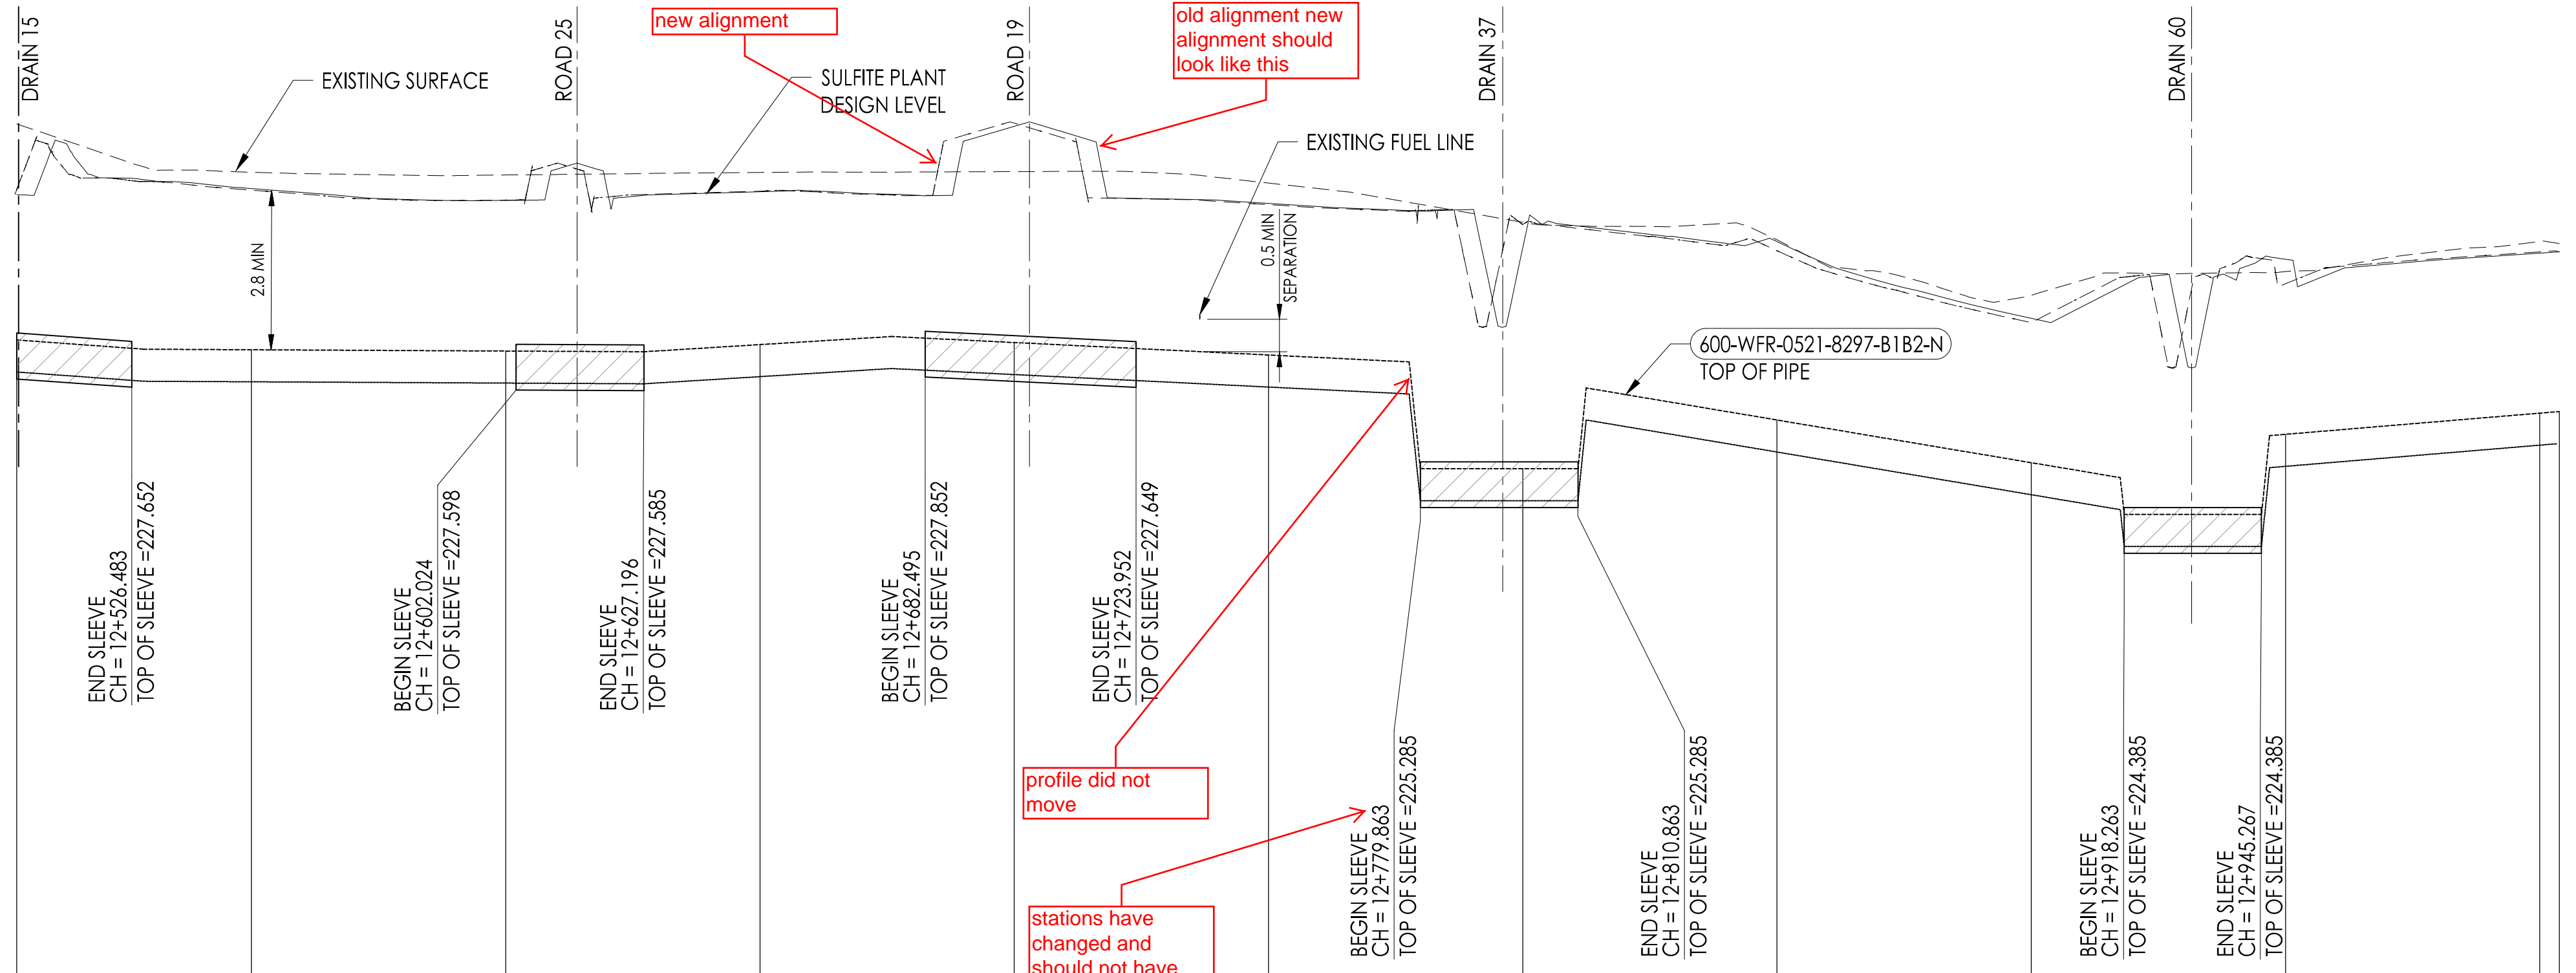 DRAIN 15
EXISTING SURFACE
ROAD 25
new alignment
SULFITE PLANT
DESIGN LEVEL
ROAD 19
old alignment new
alignment should
look like this
EXISTING FUEL LINE
DRAIN 37
DRAIN 60
2.8 MIN
0.5 MIN
SEPARATION
600-WFR-0521-8297-B1B2-N
TOP OF PIPE
END SLEEVE
CH = 12+526.483
TOP OF SLEEVE =227.652
BEGIN SLEEVE
CH = 12+602.024
TOP OF SLEEVE =227.598
END SLEEVE
CH = 12+627.196
TOP OF SLEEVE =227.585
BEGIN SLEEVE
CH = 12+682.495
TOP OF SLEEVE =227.852
END SLEEVE
CH = 12+723.952
TOP OF SLEEVE =227.649
profile did not
move
stations have
changed and
should not have
BEGIN SLEEVE
CH = 12+779.863
TOP OF SLEEVE =225.285
END SLEEVE
CH = 12+810.863
TOP OF SLEEVE =225.285
BEGIN SLEEVE
CH = 12+918.263
TOP OF SLEEVE =224.385
END SLEEVE
CH = 12+945.267
TOP OF SLEEVE =224.385